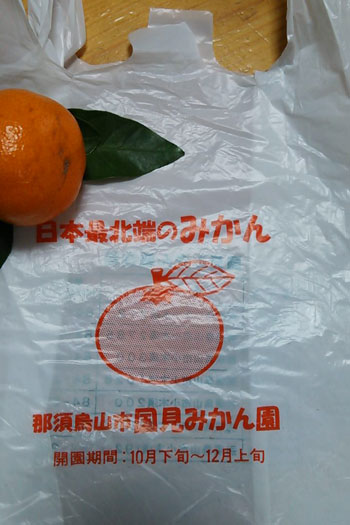 日本最北端のみかん
那須烏山市国見みかん園
開園期間：10月下旬～12月上旬